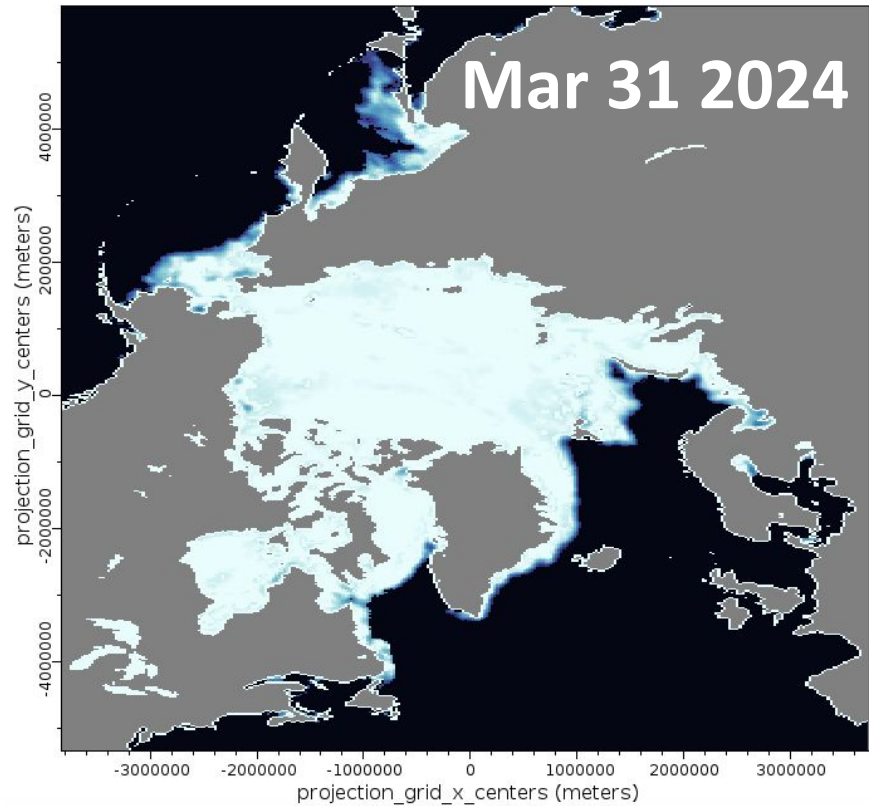 Mar 31 2024
4000000
2000000
0
-2000000
-4000000
projection_grid_y_centers (meters)
-3000000 -2000000 -1000000 0 1000000 2000000 3000000
projection_grid_x_centers (meters)